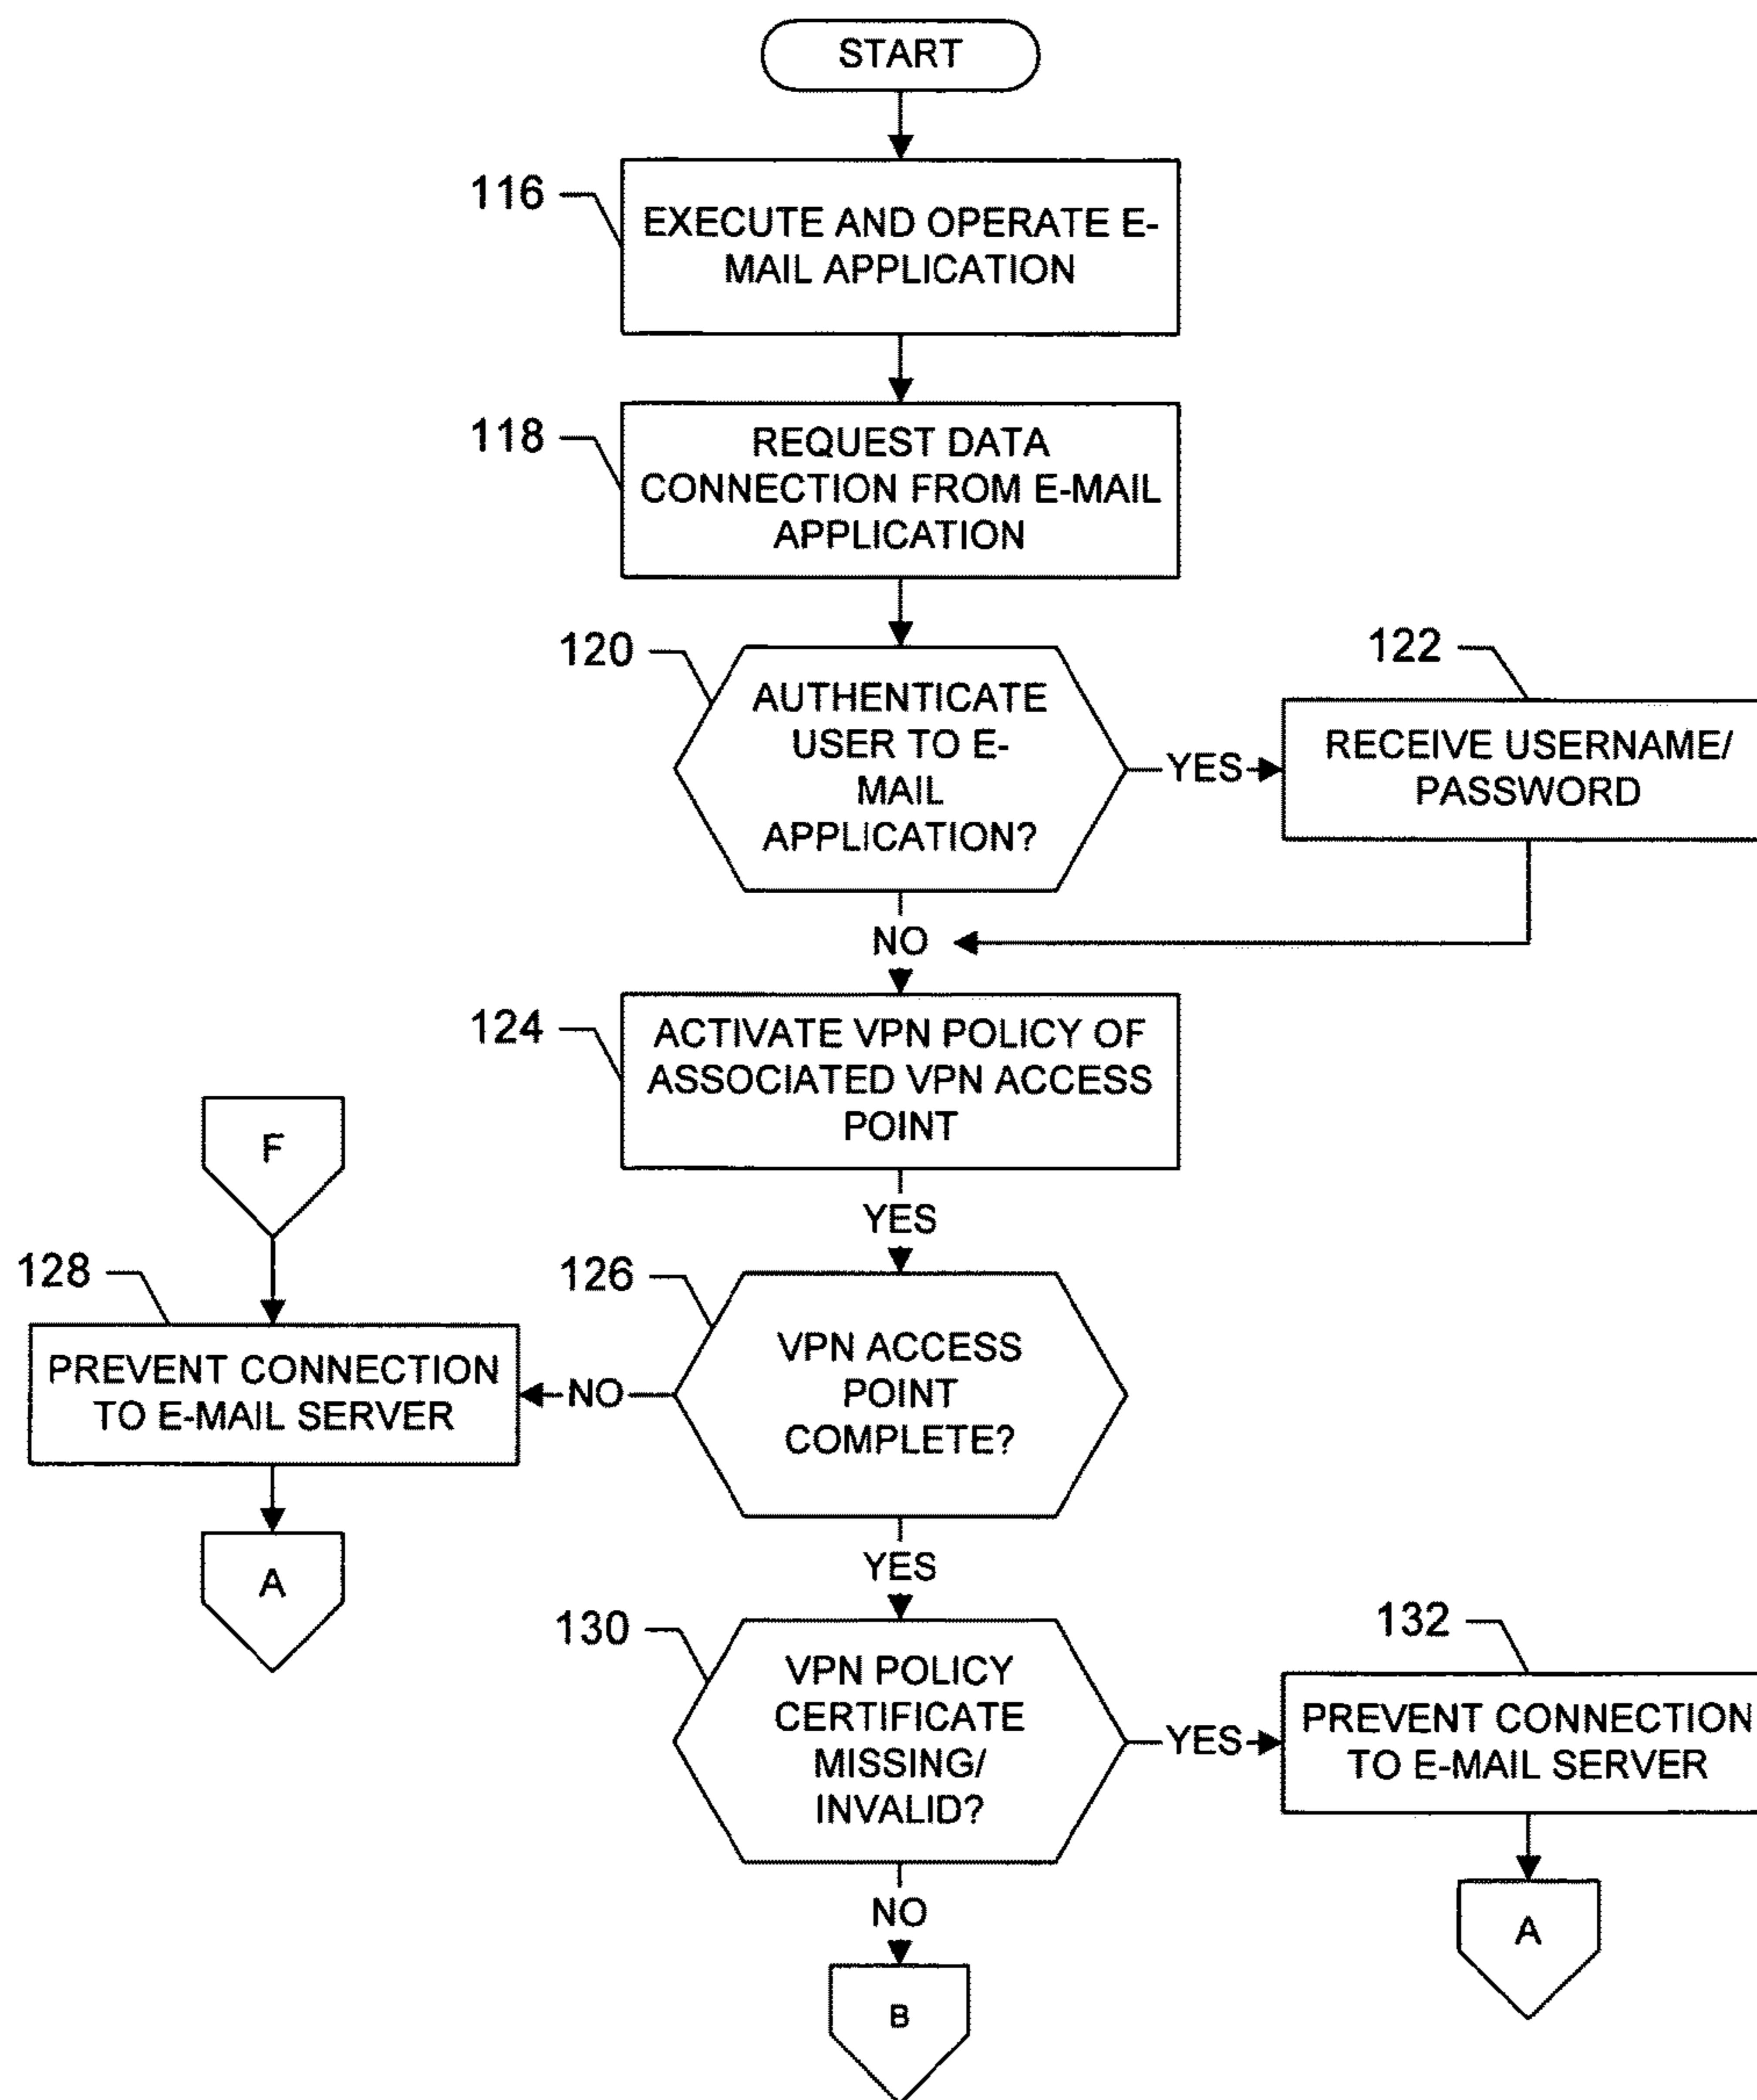 START
116
EXECUTE AND OPERATE E-
MAIL APPLICATION
118
REQUEST DATA
CONNECTION FROM E-MAIL
APPLICATION
120
AUTHENTICATE
USER TO E-
MAIL
APPLICATION?
YES
122
RECEIVE USERNAME/
PASSWORD
NO
124
ACTIVATE VPN POLICY OF
ASSOCIATED VPN ACCESS
POINT
YES
F
126
VPN ACCESS
POINT
COMPLETE?
NO
128
PREVENT CONNECTION
TO E-MAIL SERVER
A
YES
130
VPN POLICY
CERTIFICATE
MISSING/
INVALID?
YES
132
PREVENT CONNECTION
TO E-MAIL SERVER
A
NO
B